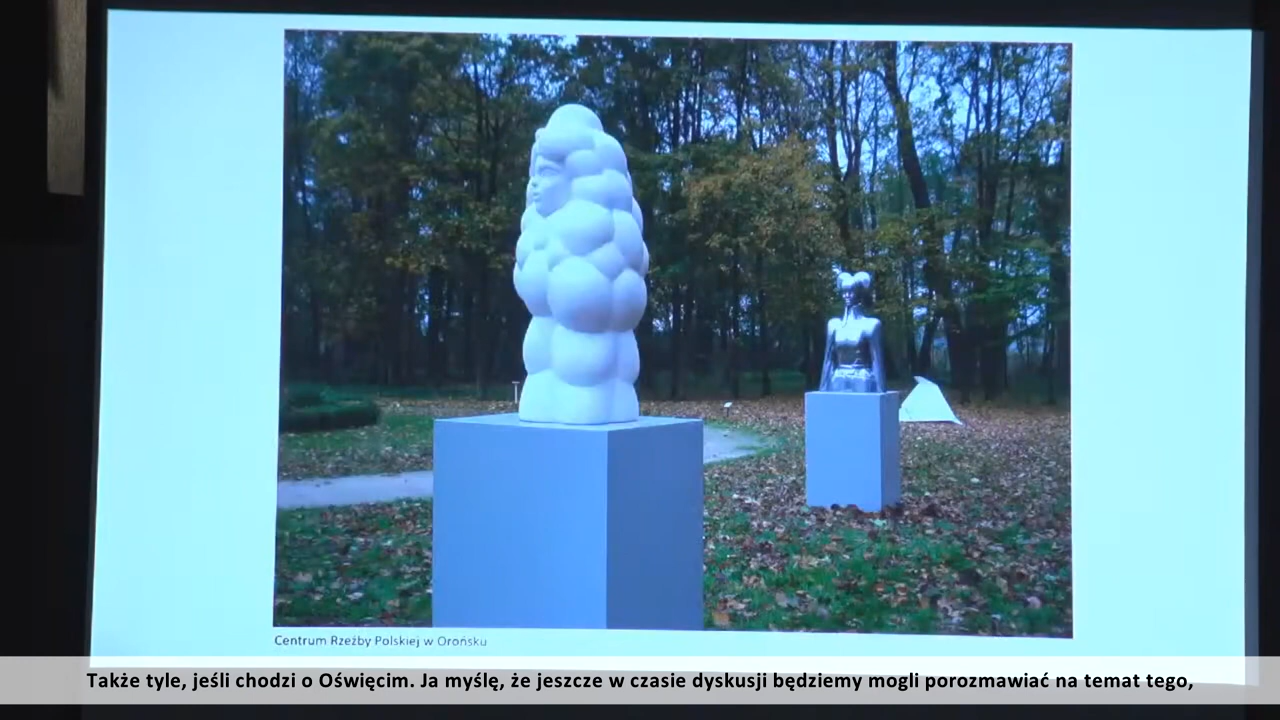 Centrum Rzeźby Polskiej w Orońsku
Także tyle, jeśli chodzi o Oświęcim. Ja myślę, że jeszcze w czasie dyskusji będziemy mogli porozmawiać na temat tego,